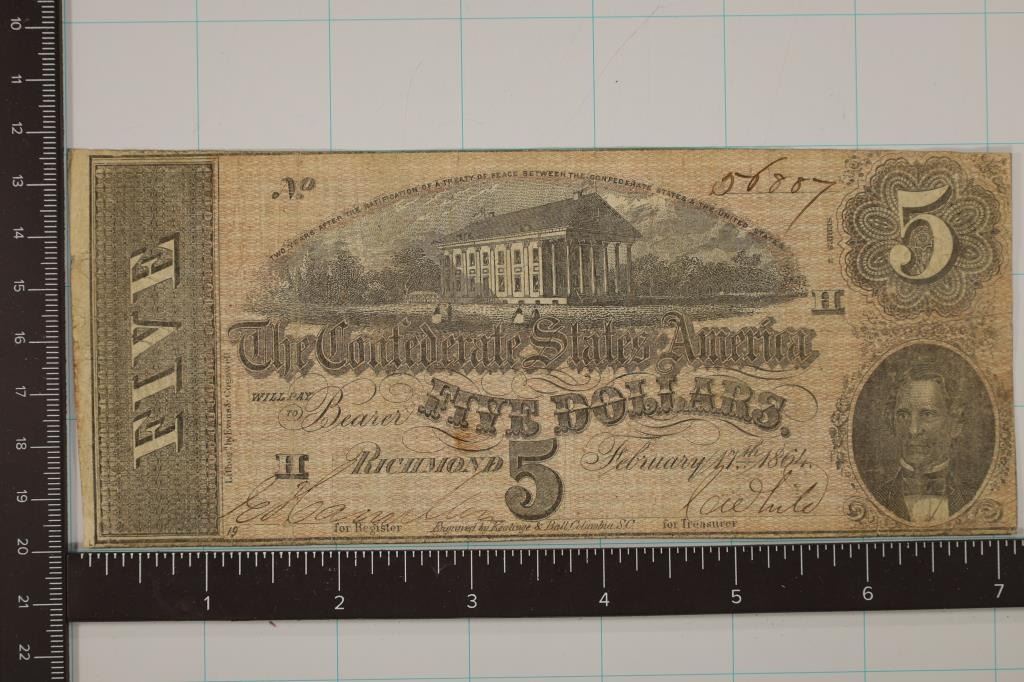 10
11
12
13
14
15
16
17
18
19
20
21
22
FIVE
No
TWO YEARS AFTER THE RATIFICATION OF A TREATY OF PEACE BETWEEN THE CONFEDERATE STATES & THE UNITED STATES
56887
5
H
The Confederate States America
WILL PAY
TO Bearer
FIVE DOLLARS.
H
RICHMOND
5
February 17th 1864.
19
for Register
Engraved by Keatinge & Ball, Columbia, S.C.
for Treasurer
1 2 3 4 5 6 7